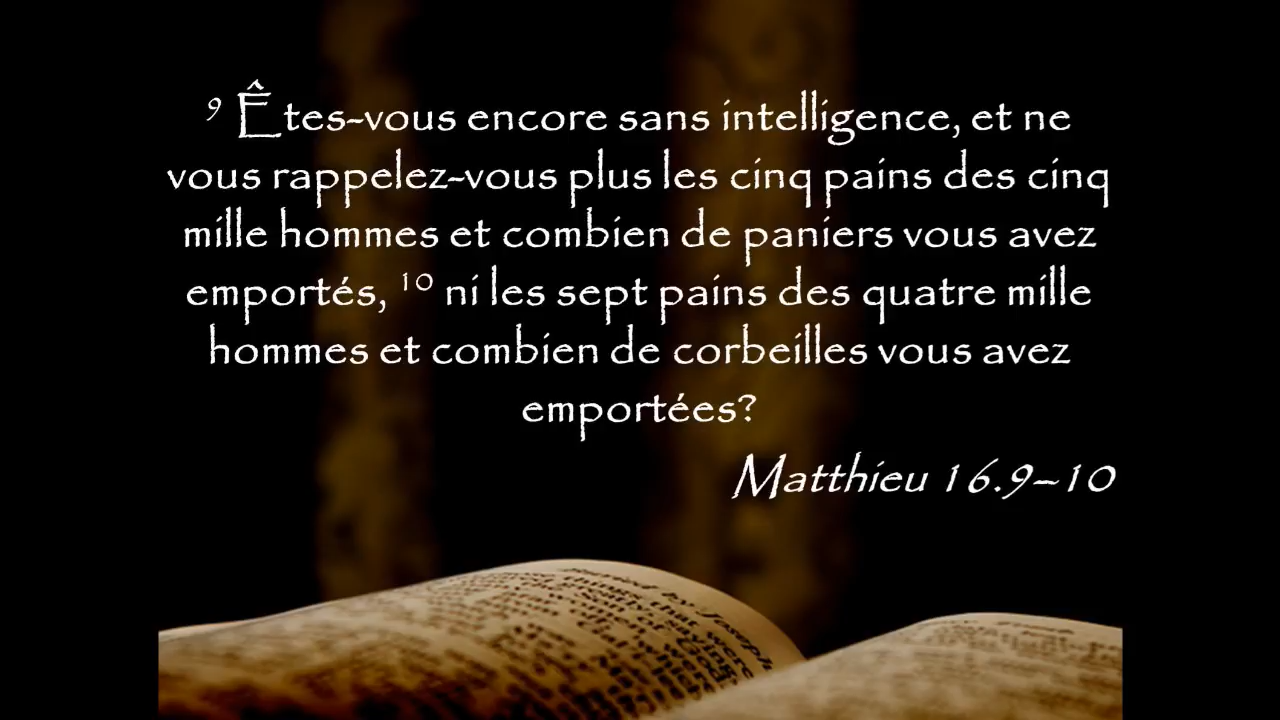 ⁹ Êtes-vous encore sans intelligence, et ne
vous rappelez-vous plus les cinq pains des cinq
mille hommes et combien de paniers vous avez
emportés, ¹⁰ ni les sept pains des quatre mille
hommes et combien de corbeilles vous avez
emportées?
Matthieu 16.9–10